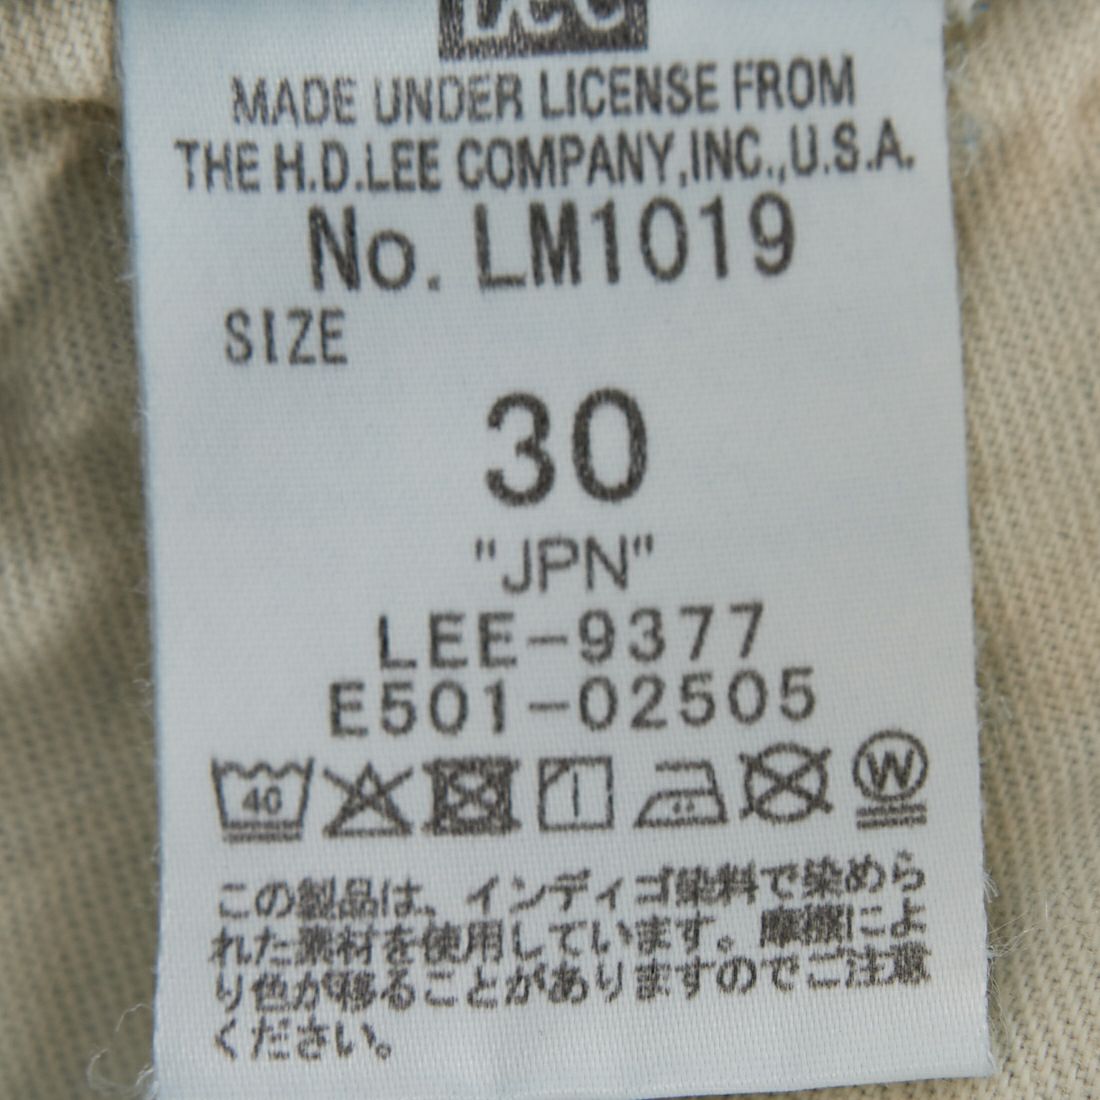 Lee
MADE UNDER LICENSE FROM
THE H.D.LEE COMPANY,INC.,U.S.A.
No. LM1019
SIZE
30
"JPN"
LEE-9377
E501-02505
40
W
この製品は、インディゴ染料で染めら
れた素材を使用しています。摩擦によ
り色が移ることがありますのでご注意
ください。